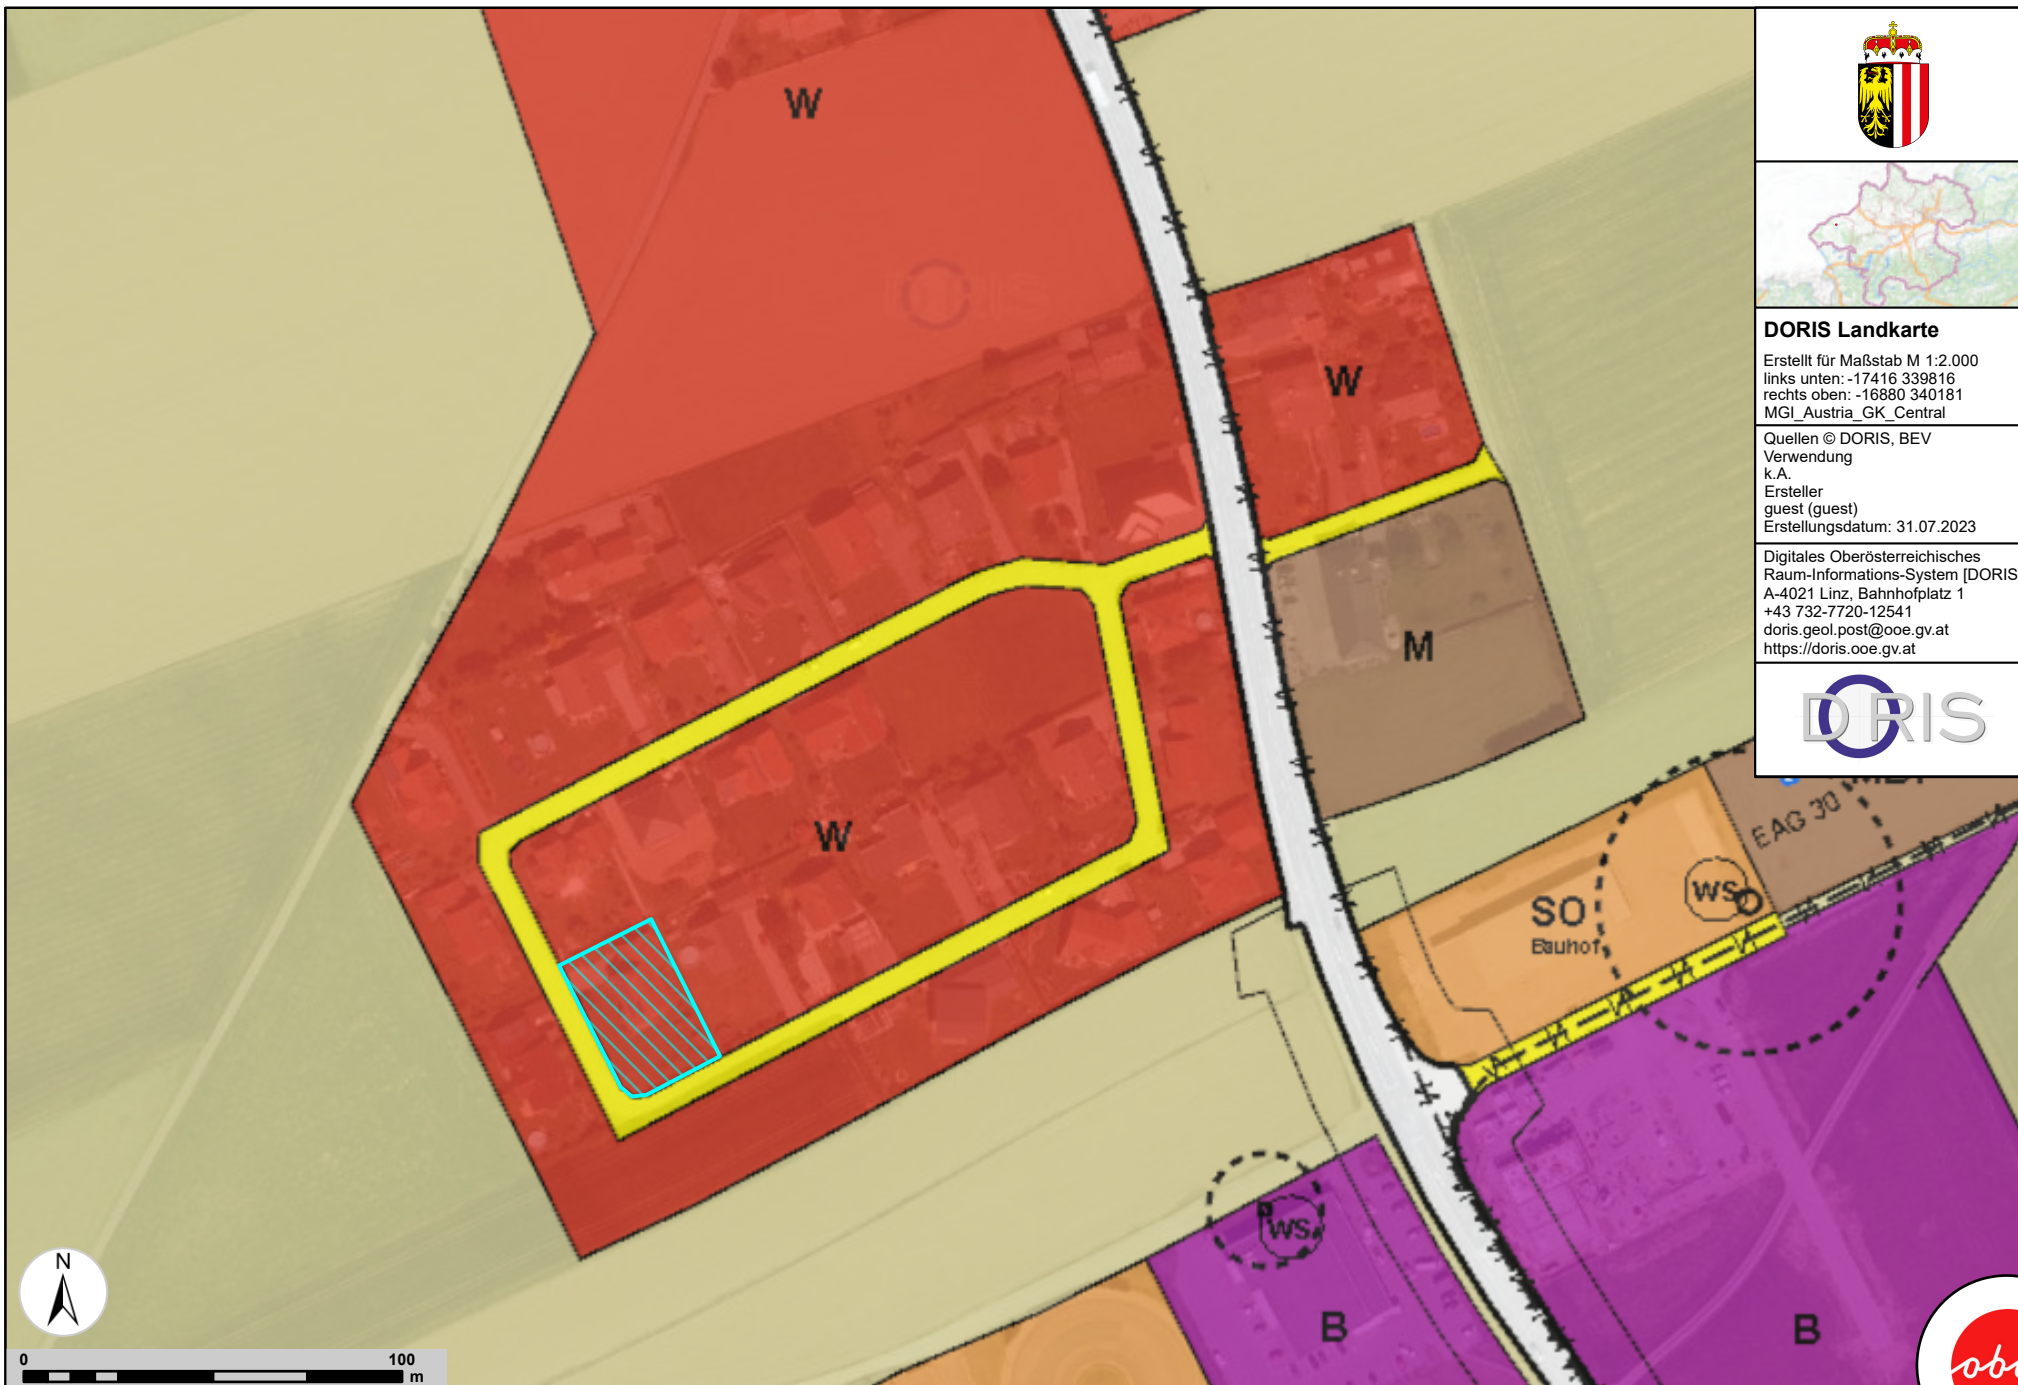 W
DORIS
W
W
M
W
EAG 30
WS
SO
Bauhof
WS
B
B
N
0 100
m
DORIS Landkarte
Erstellt für Maßstab M 1:2.000
links unten: -17416 339816
rechts oben: -16880 340181
MGI_Austria_GK_Central
Quellen © DORIS, BEV
Verwendung
k.A.
Ersteller
guest (guest)
Erstellungsdatum: 31.07.2023
Digitales Oberösterreichisches
Raum-Informations-System [DORIS
A-4021 Linz, Bahnhofplatz 1
+43 732-7720-12541
doris.geol.post@ooe.gv.at
https://doris.ooe.gv.at
DORIS